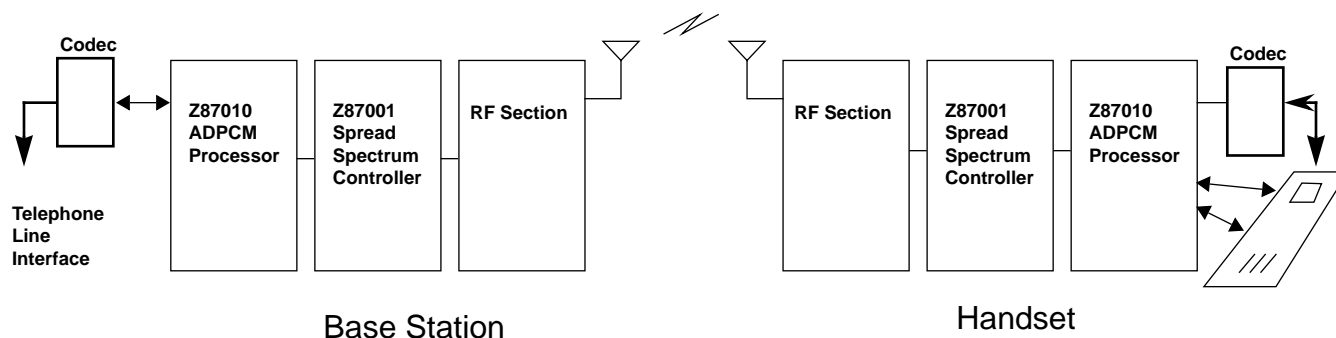 Codec
Z87010
ADPCM
Processor
Z87001
Spread
Spectrum
Controller
RF Section
Telephone
Line
Interface
Base Station
RF Section
Z87001
Spread
Spectrum
Controller
Z87010
ADPCM
Processor
Codec
Handset